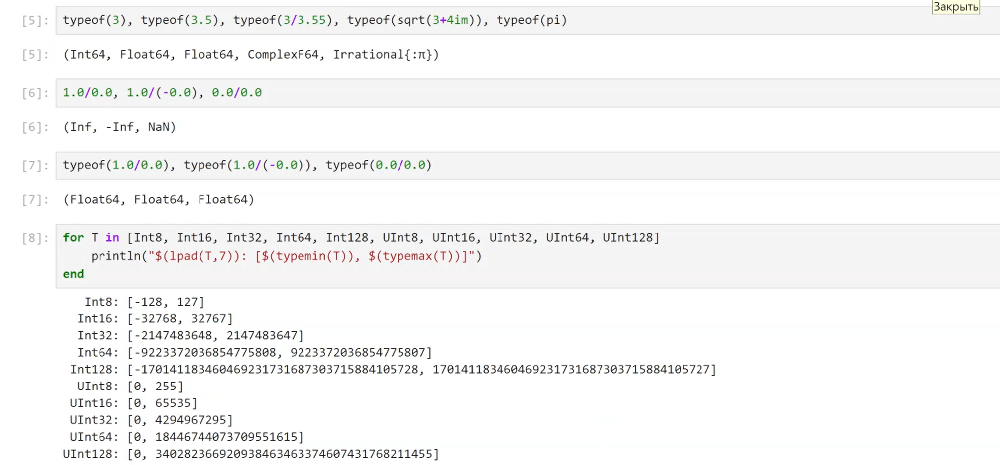 Закрыть
[5]: typeof(3), typeof(3.5), typeof(3/3.55), typeof(sqrt(3+4im)), typeof(pi)
[5]: (Int64, Float64, Float64, ComplexF64, Irrational{:π})
[6]: 1.0/0.0, 1.0/(-0.0), 0.0/0.0
[6]: (Inf, -Inf, NaN)
[7]: typeof(1.0/0.0), typeof(1.0/(-0.0)), typeof(0.0/0.0)
[7]: (Float64, Float64, Float64)
[8]: for T in [Int8, Int16, Int32, Int64, Int128, UInt8, UInt16, UInt32, UInt64, UInt128]
    println("$(lpad(T,7)): [$(typemin(T)), $(typemax(T))]")
end
   Int8: [-128, 127]
  Int16: [-32768, 32767]
  Int32: [-2147483648, 2147483647]
  Int64: [-9223372036854775808, 9223372036854775807]
 Int128: [-170141183460469231731687303715884105728, 170141183460469231731687303715884105727]
  UInt8: [0, 255]
 UInt16: [0, 65535]
 UInt32: [0, 4294967295]
 UInt64: [0, 18446744073709551615]
UInt128: [0, 340282366920938463463374607431768211455]